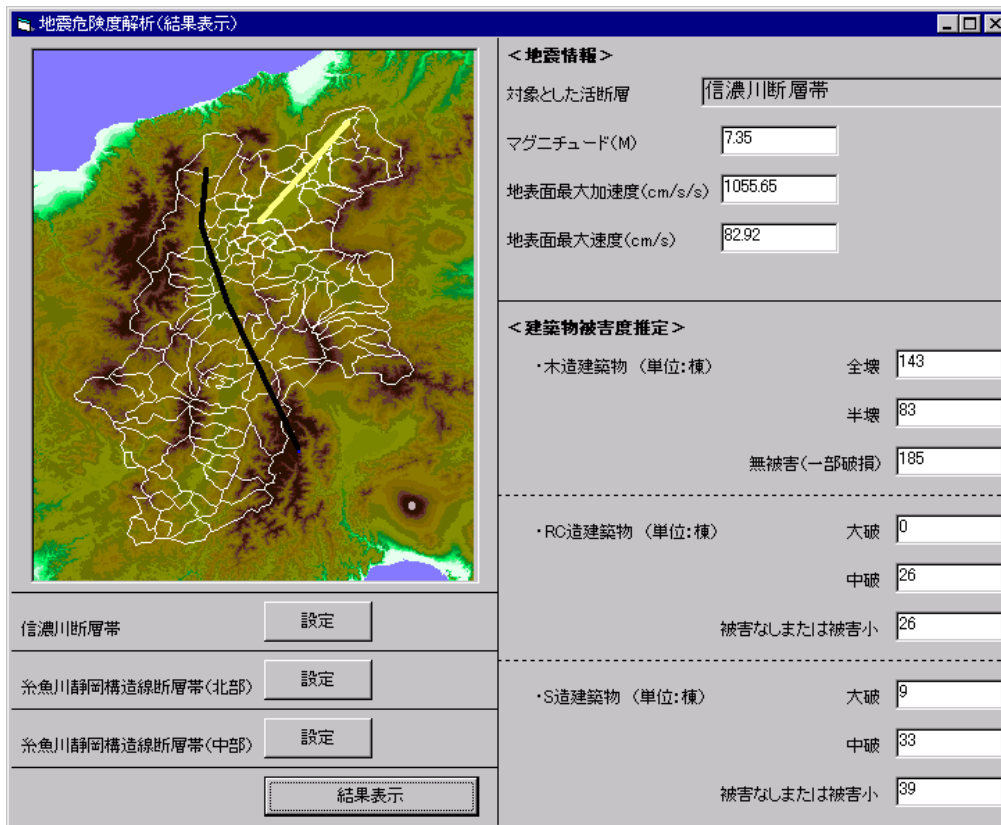 地震危険度解析(結果表示)
<地震情報>
対象とした活断層 信濃川断層帯
マグニチュード(M) 7.35
地表面最大加速度(cm/s/s) 1055.65
地表面最大速度(cm/s) 82.92
<建築物被害度推定>
・木造建築物 (単位:棟) 全壊 143
半壊 83
無被害(一部破損) 185
・RC造建築物 (単位:棟) 大破 0
中破 26
被害なしまたは被害小 26
・S造建築物 (単位:棟) 大破 9
中破 33
被害なしまたは被害小 39
信濃川断層帯 設定
糸魚川静岡構造線断層帯(北部) 設定
糸魚川静岡構造線断層帯(中部) 設定
結果表示